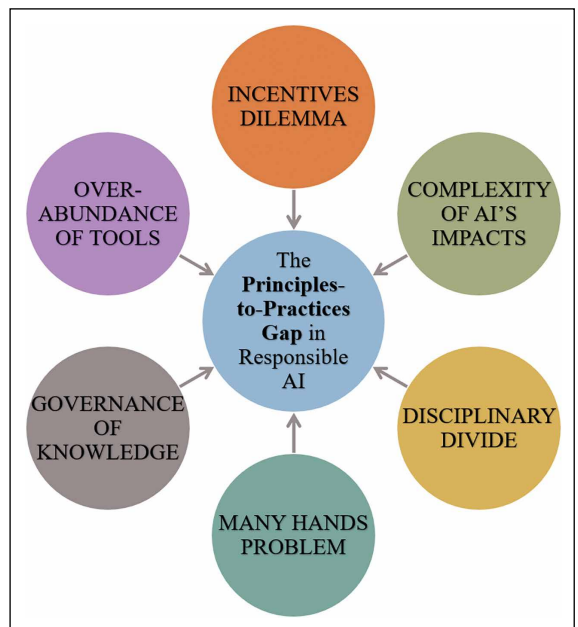 INCENTIVES
DILEMMA
OVER-
ABUNDANCE
OF TOOLS
COMPLEXITY
OF AI'S
IMPACTS
The
Principles-
to-Practices
Gap in
Responsible
AI
GOVERNANCE
OF
KNOWLEDGE
DISCIPLINARY
DIVIDE
MANY HANDS
PROBLEM